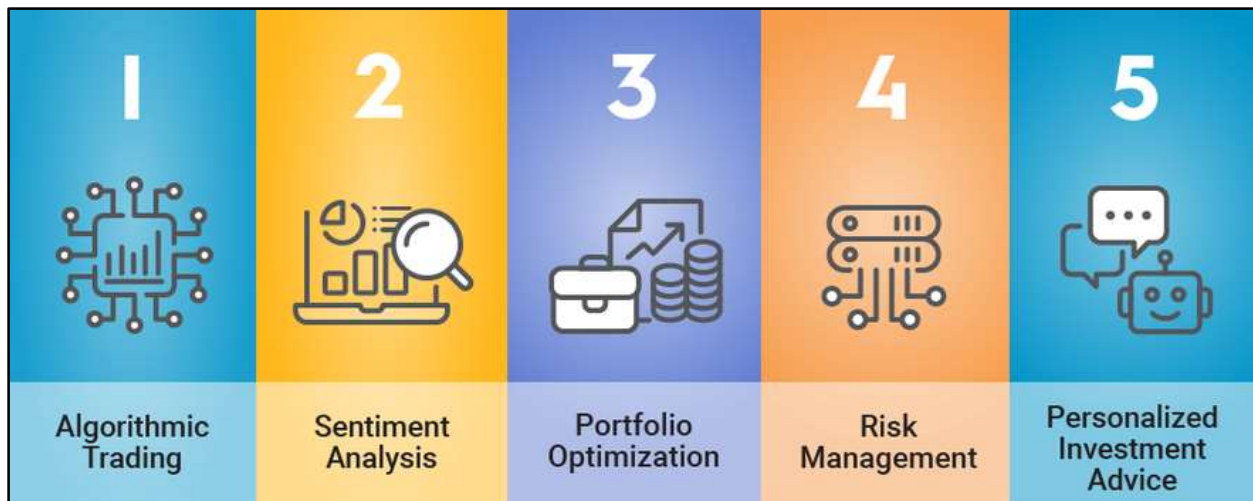 1
Algorithmic
Trading
2
Sentiment
Analysis
3
Portfolio
Optimization
4
Risk
Management
5
Personalized
Investment
Advice